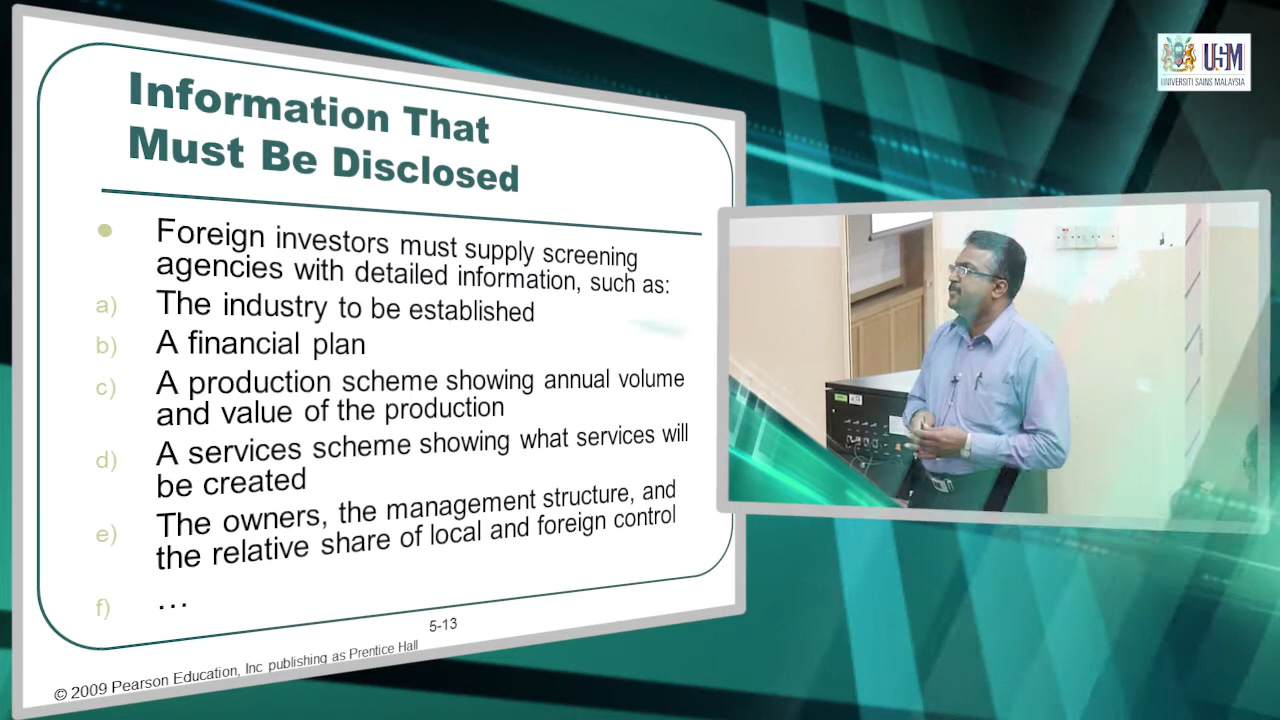 Information That
Must Be Disclosed
● Foreign investors must supply screening
agencies with detailed information, such as:
a) The industry to be established
b) A financial plan
c) A production scheme showing annual volume
and value of the production
d) A services scheme showing what services will
be created
e) The owners, the management structure, and
the relative share of local and foreign control
f) ...
5-13
© 2009 Pearson Education, Inc publishing as Prentice Hall
USM
UNIVERSITI SAINS MALAYSIA